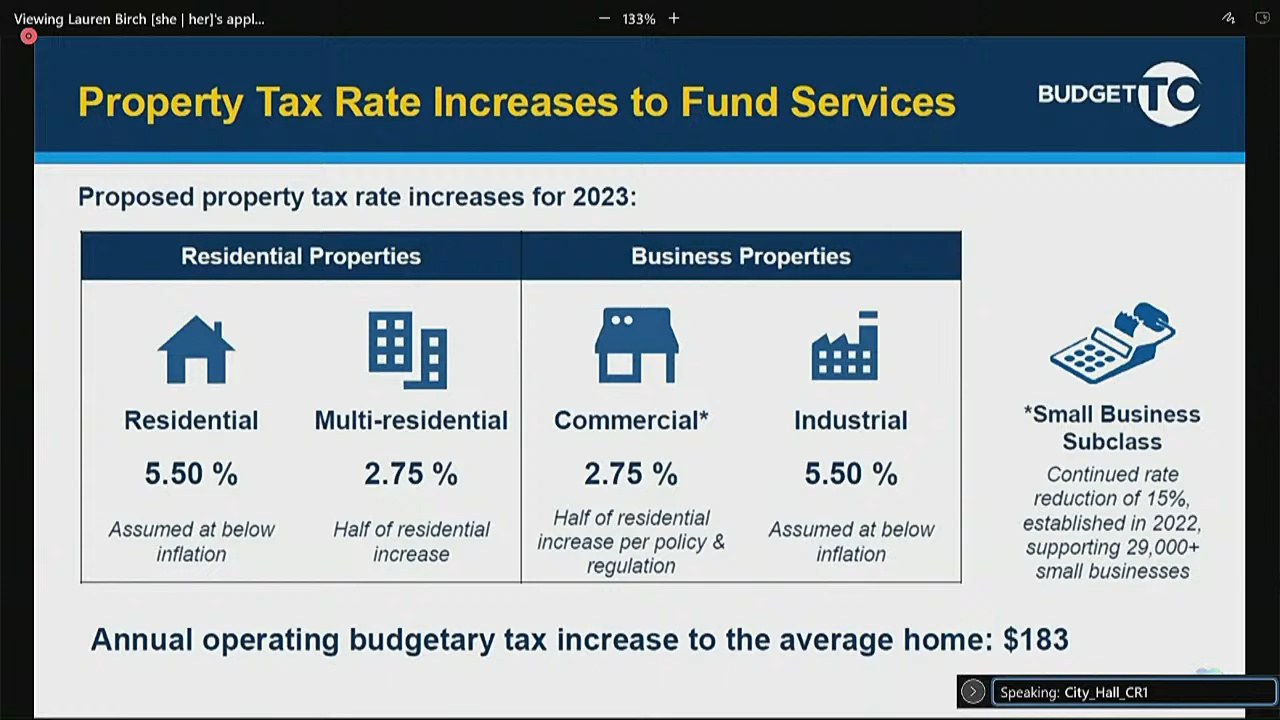 Viewing Lauren Birch [she | her]'s appl...
133%
Property Tax Rate Increases to Fund Services
BUDGETTO
Proposed property tax rate increases for 2023:
Residential Properties
Business Properties
Residential
5.50 %
Assumed at below
inflation
Multi-residential
2.75 %
Half of residential
increase
Commercial*
2.75 %
Half of residential
increase per policy &
regulation
Industrial
5.50 %
Assumed at below
inflation
*Small Business
Subclass
Continued rate
reduction of 15%,
established in 2022,
supporting 29,000+
small businesses
Annual operating budgetary tax increase to the average home: $183
Speaking: City_Hall_CR1